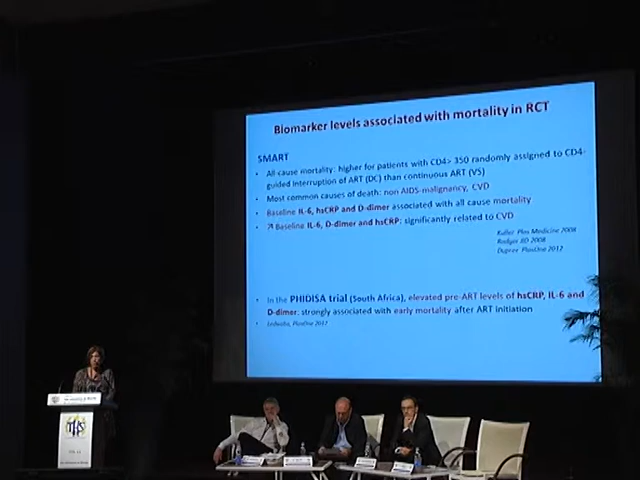 Biomarker levels associated with mortality in RCT
SMART
• All-cause mortality: higher for patients with CD4> 350 randomly assigned to CD4-
guided interruption of ART (DC) than continuous ART (VS)
• Most common causes of death: non AIDS-malignancy, CVD
• Baseline IL-6, hsCRP and D-dimer associated with all cause mortality
• ↗ Baseline IL-6, D-dimer and hsCRP: significantly related to CVD
Kuller Plos Medicine 2008
Rodger JID 2008
Duprez PlosOne 2012
• In the PHIDISA trial (South Africa), elevated pre-ART levels of hsCRP, IL-6 and
D-dimer: strongly associated with early mortality after ART initiation
• Ledwaba, PlosOne 2012